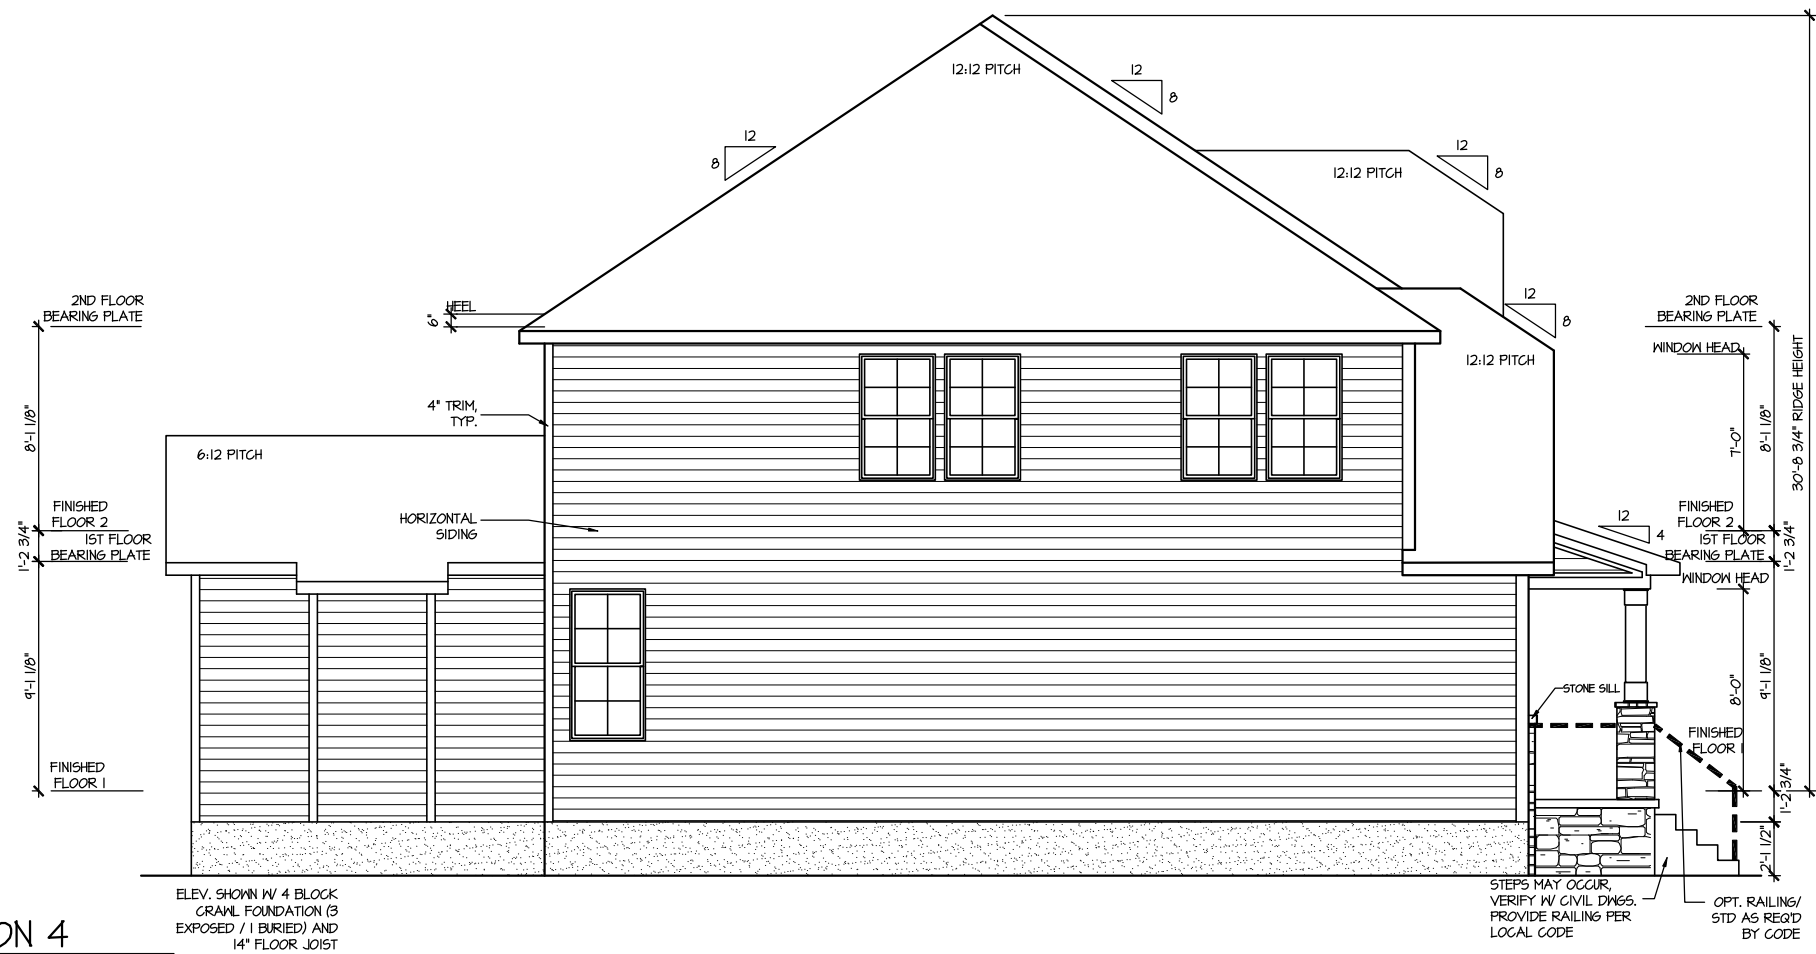 12:12 PITCH
12
8
12
8
12:12 PITCH
12
8
12
8
12:12 PITCH
HEEL
6"
2ND FLOOR
BEARING PLATE
8'-1 1/8"
FINISHED
FLOOR 2
1'-2 3/4"
1ST FLOOR
BEARING PLATE
9'-1 1/8"
FINISHED
FLOOR 1
6:12 PITCH
4" TRIM,
TYP.
HORIZONTAL
SIDING
2ND FLOOR
BEARING PLATE
WINDOW HEAD
7'-0"
8'-1 1/8"
30'-8 3/4" RIDGE HEIGHT
FINISHED
FLOOR 2
12
4
1ST FLOOR
BEARING PLATE
1'-2 3/4"
WINDOW HEAD
8'-0"
9'-1 1/8"
STONE SILL
FINISHED
FLOOR 1
1'-2 3/4"
2'-1 1/2"
STEPS MAY OCCUR,
VERIFY W/ CIVIL DWGS.
PROVIDE RAILING PER
LOCAL CODE
OPT. RAILING/
STD AS REQ'D
BY CODE
ELEV. SHOWN W/ 4 BLOCK
CRAWL FOUNDATION (3
EXPOSED / 1 BURIED) AND
14" FLOOR JOIST
ON 4